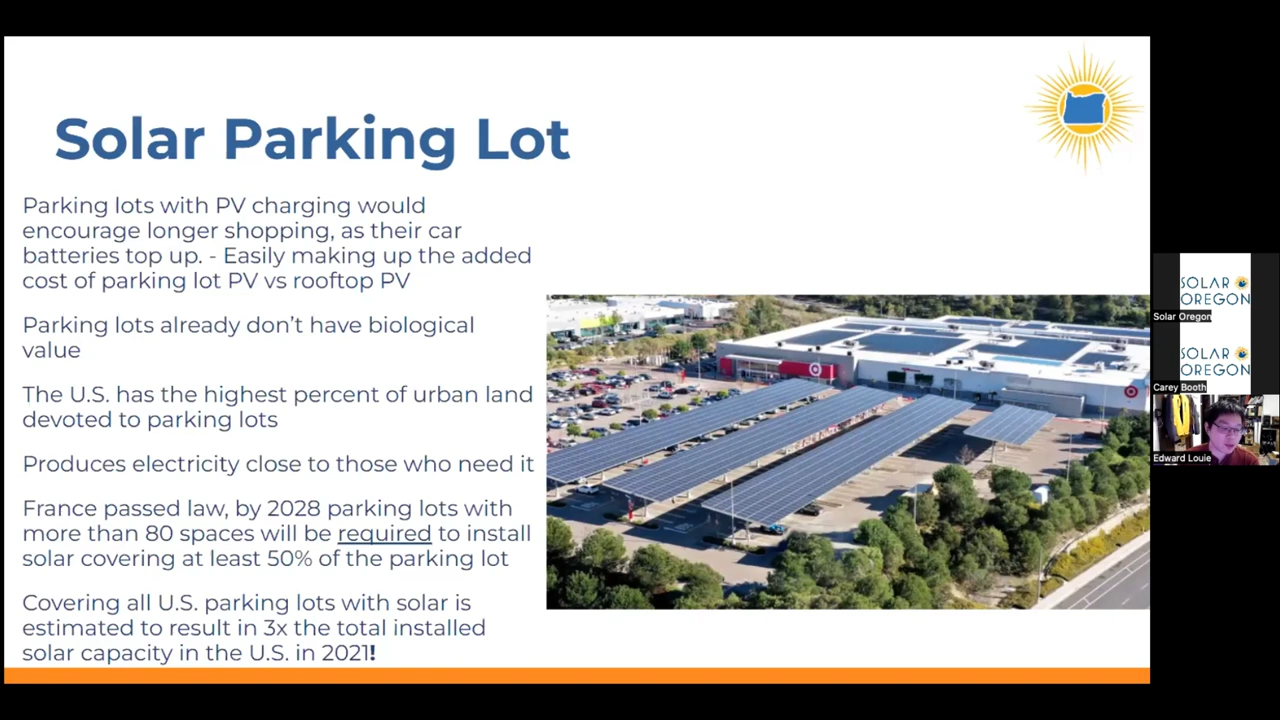 Solar Parking Lot
Parking lots with PV charging would
encourage longer shopping, as their car
batteries top up. - Easily making up the added
cost of parking lot PV vs rooftop PV
Parking lots already don’t have biological
value
The U.S. has the highest percent of urban land
devoted to parking lots
Produces electricity close to those who need it
France passed law, by 2028 parking lots with
more than 80 spaces will be required to install
solar covering at least 50% of the parking lot
Covering all U.S. parking lots with solar is
estimated to result in 3x the total installed
solar capacity in the U.S. in 2021!
SOLAR
OREGON
Solar Oregon
SOLAR
OREGON
Carey Booth
Edward Louie